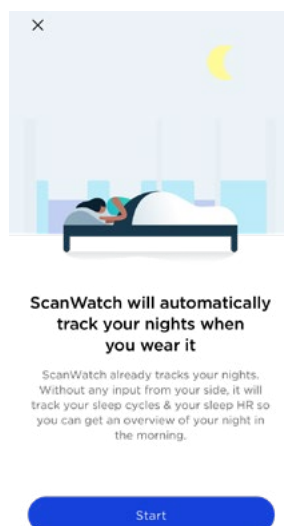 ScanWatch will automatically
track your nights when
you wear it
ScanWatch already tracks your nights.
Without any input from your side, it will
track your sleep cycles & your sleep HR so
you can get an overview of your night in
the morning.
Start